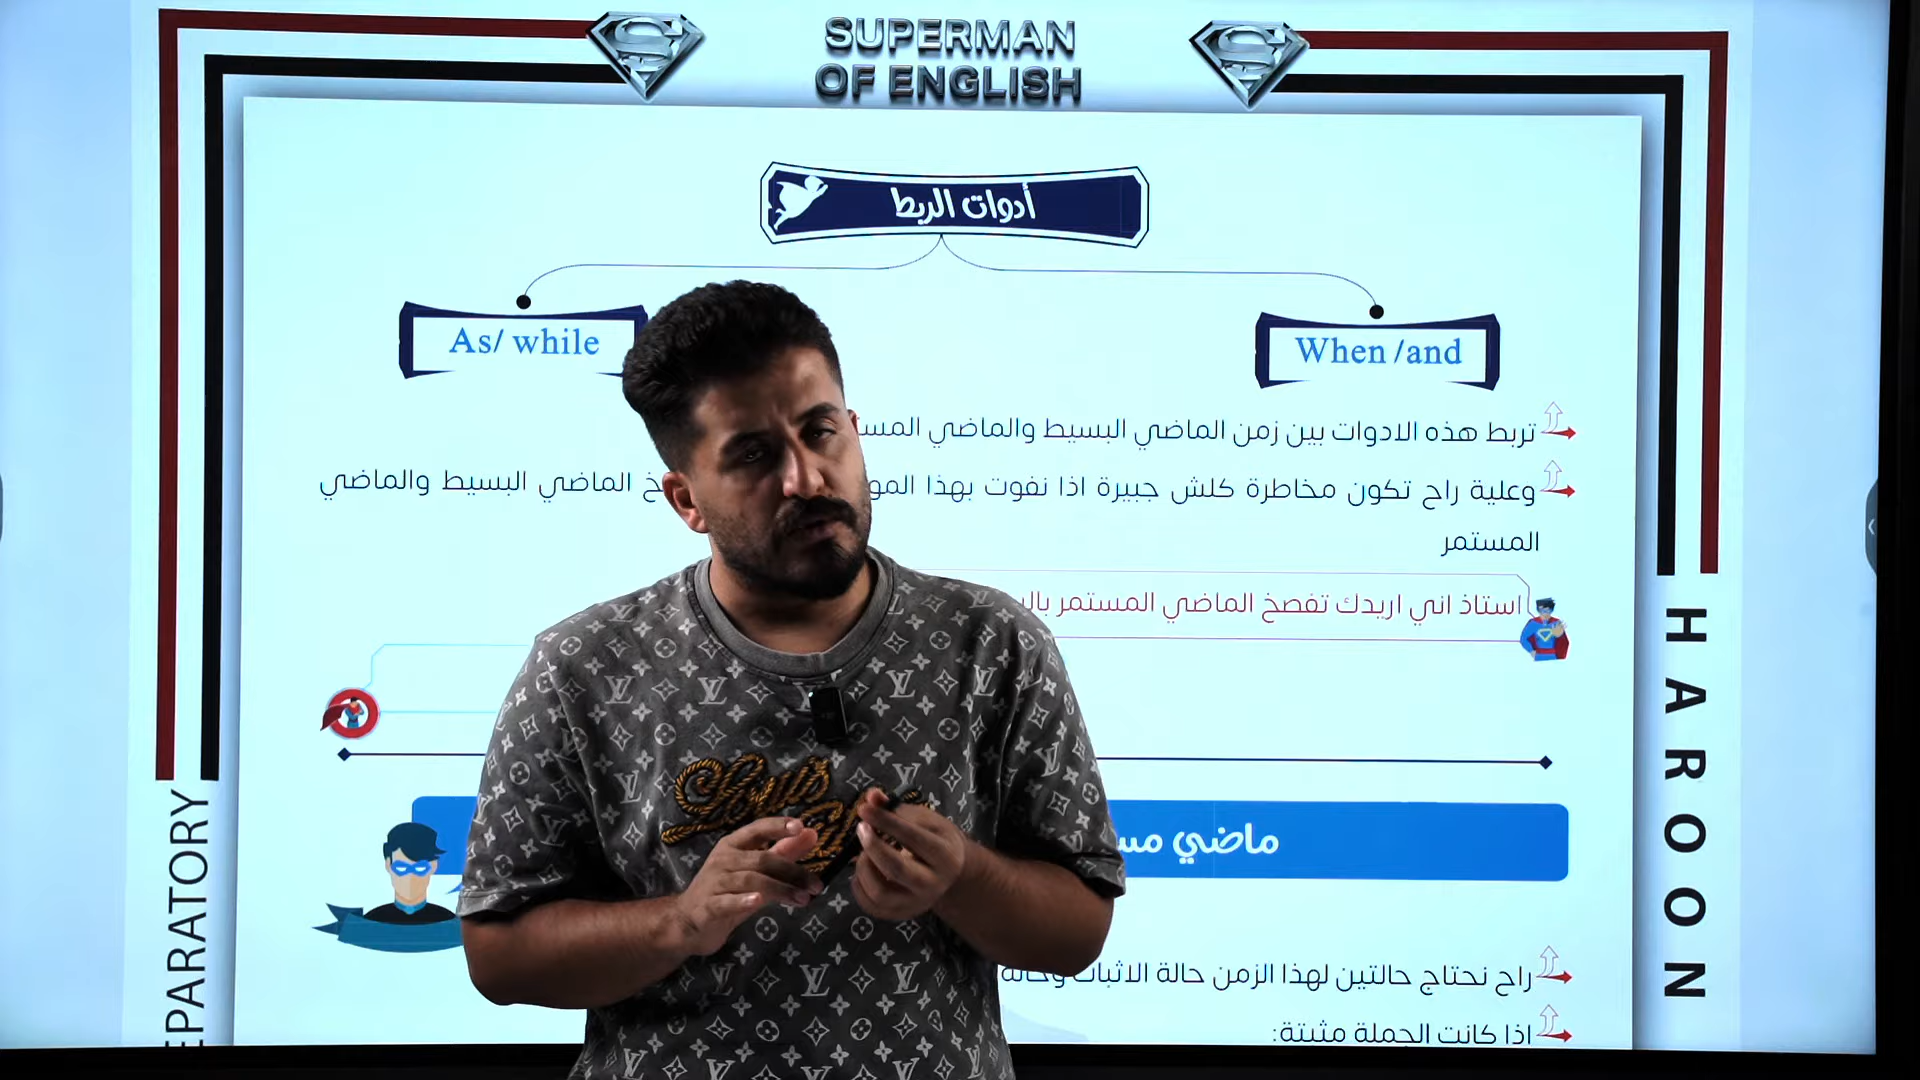 SUPERMAN
OF ENGLISH
أدوات الربط
When /and
As/ while
تربط هذه الادوات بين زمن الماضي البسيط والماضي
وعلية راح تكون مخاطرة كلش جبيرة اذا نفوت بهذا الماضي البسيط والماضي
المستمر
استاذ اني اريدك تفصخ الماضي المستمر
ماضي
راح نحتاج حالتين لهذا الزمن حالة الاثبات
اذا كانت الجملة مثبتة:
HAROON